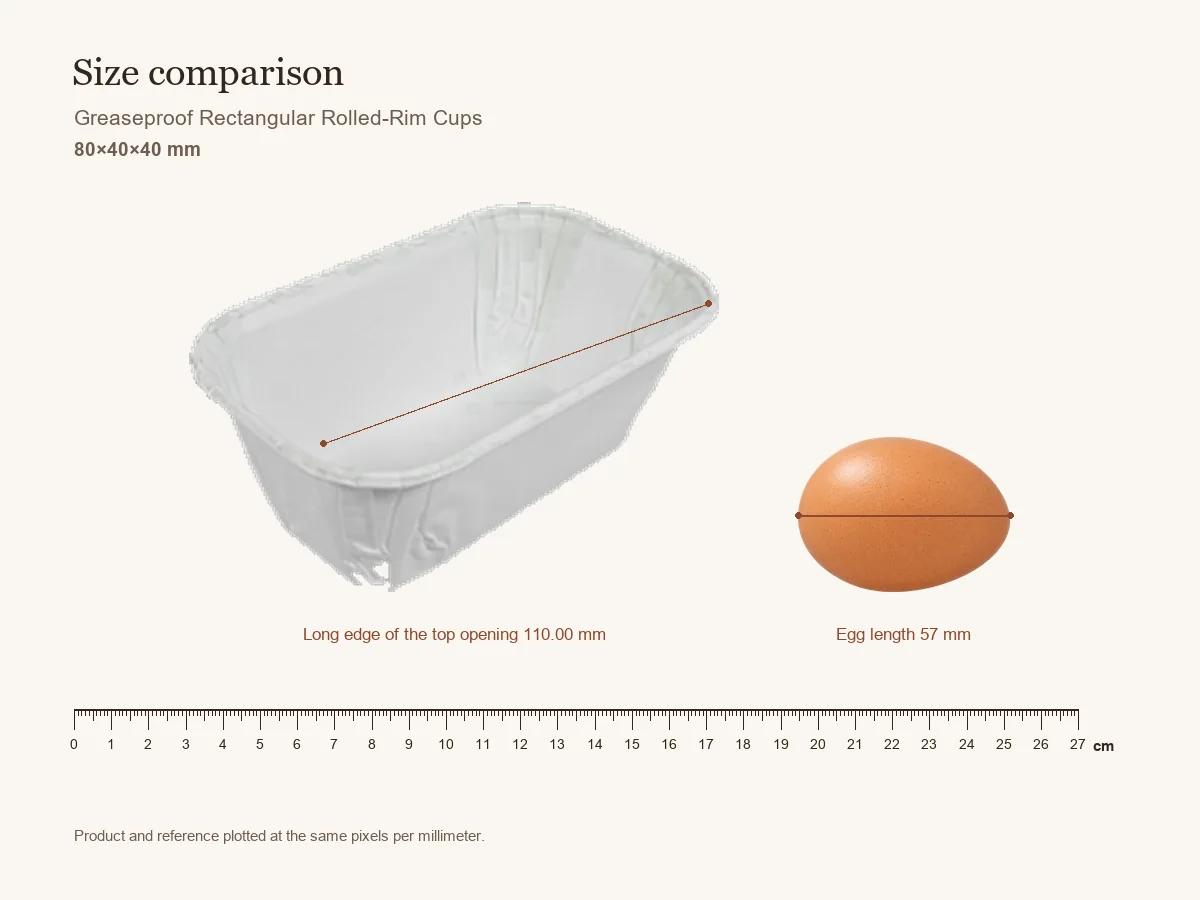 Size comparison
Greaseproof Rectangular Rolled-Rim Cups
80×40×40 mm
Long edge of the top opening 110.00 mm
Egg length 57 mm
0 1 2 3 4 5 6 7 8 9 10 11 12 13 14 15 16 17 18 19 20 21 22 23 24 25 26 27 cm
Product and reference plotted at the same pixels per millimeter.